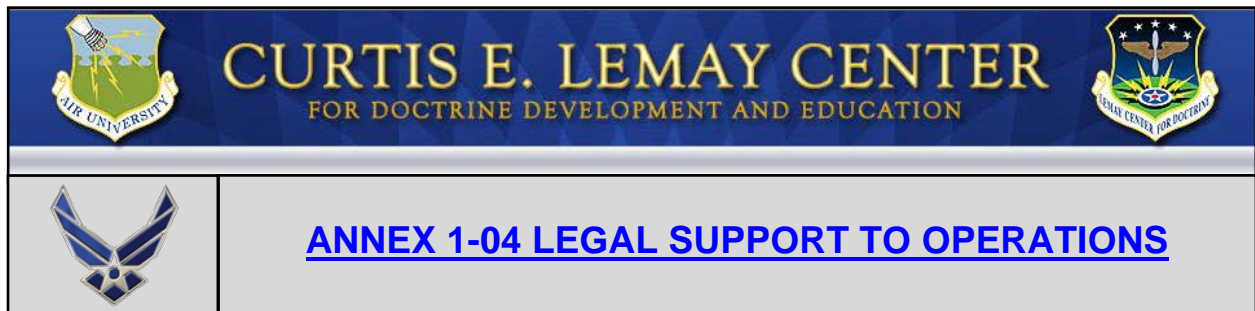 CURTIS E. LEMAY CENTER
FOR DOCTRINE DEVELOPMENT AND EDUCATION
AIR UNIVERSITY
LEMAY CENTER FOR DOCTRINE
ANNEX 1-04 LEGAL SUPPORT TO OPERATIONS